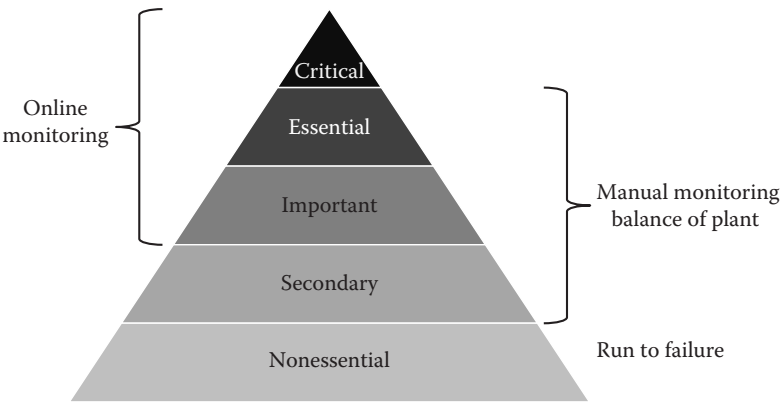 Critical
Online
monitoring
Essential
Important
Manual monitoring
balance of plant
Secondary
Nonessential
Run to failure